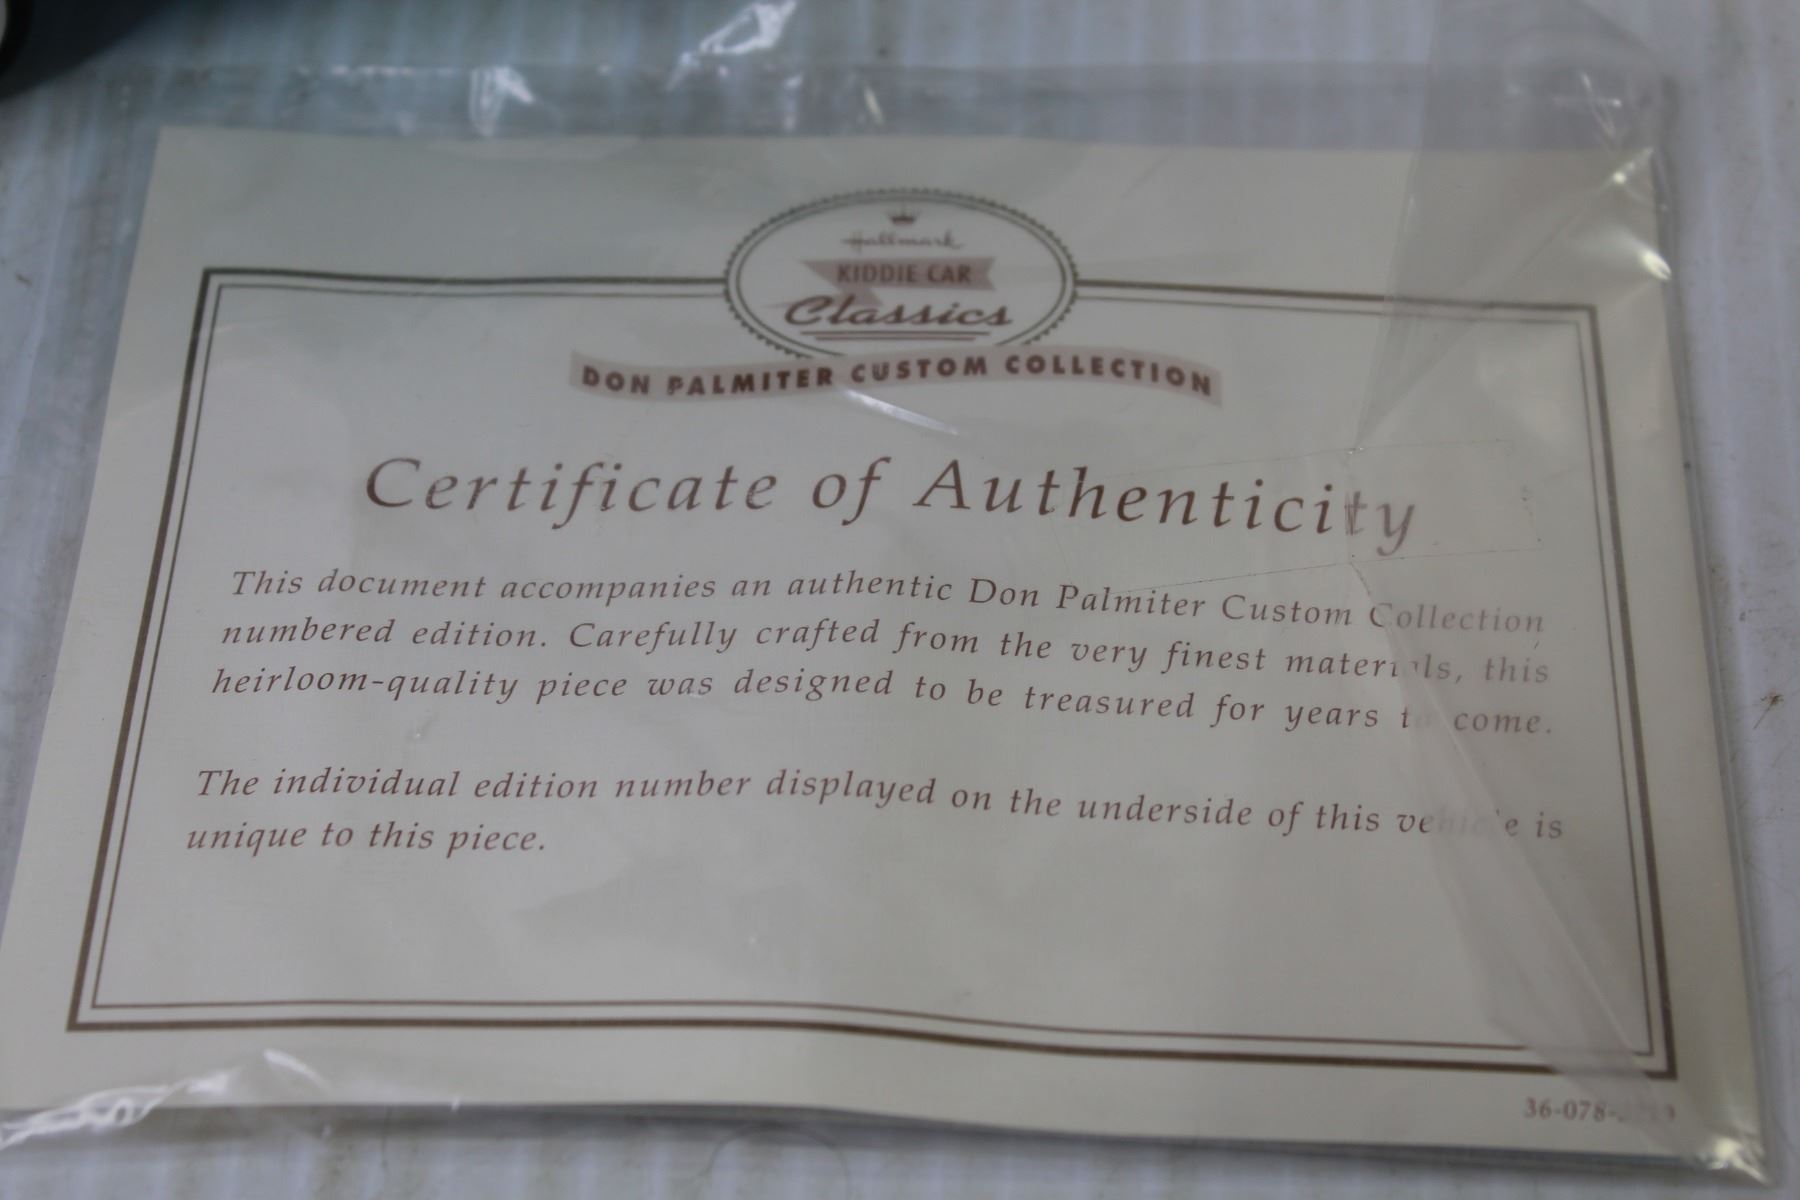 Hallmark
KIDDIE CAR
Classics
DON PALMITER CUSTOM COLLECTION
Certificate of Authenticity
This document accompanies an authentic Don Palmiter Custom Collection
numbered edition. Carefully crafted from the very finest materials, this
heirloom-quality piece was designed to be treasured for years to come.
The individual edition number displayed on the underside of this vehicle is
unique to this piece.